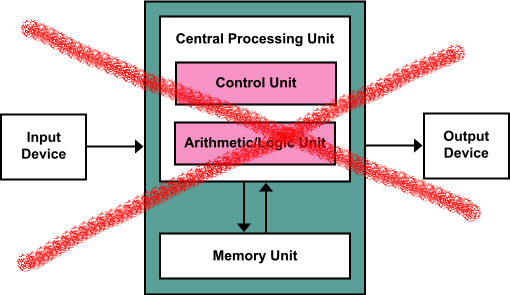 Central Processing Unit
Control Unit
Input
Device
Arithmetic/Logic Unit
Output
Device
Memory Unit